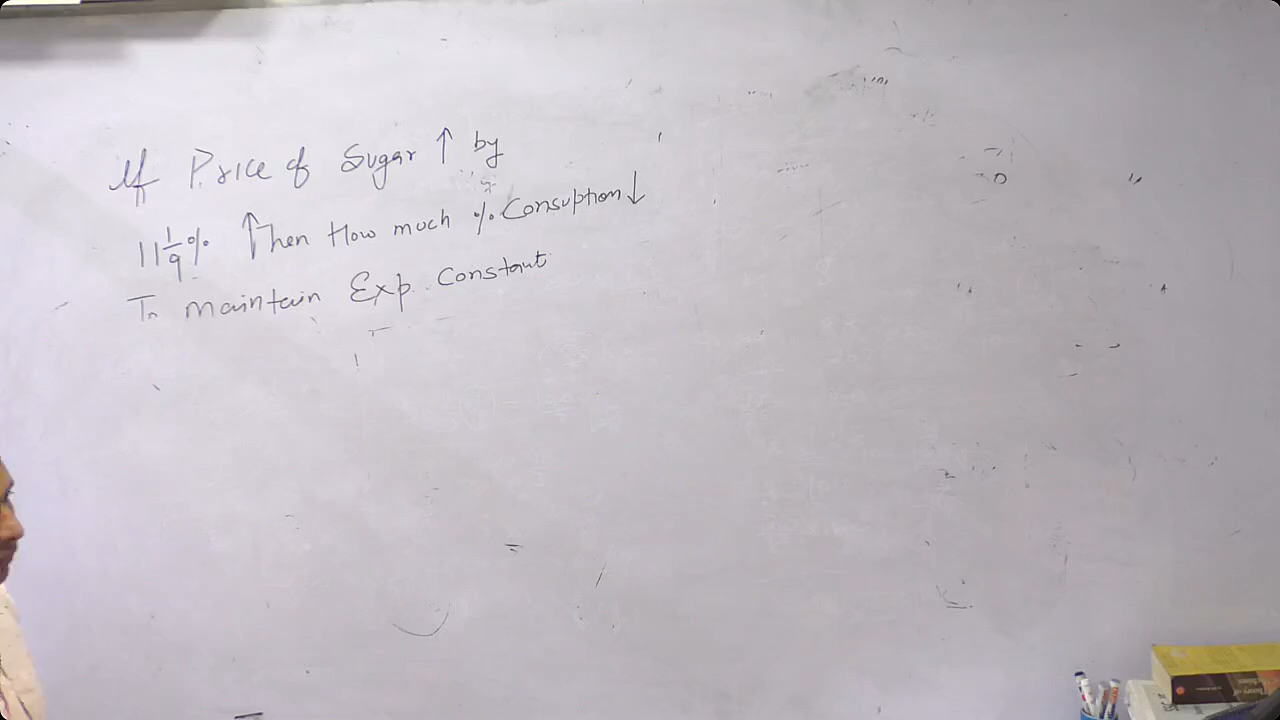 If Price of Sugar ↑ by
11 1/9 % Then How much % Consuption ↓
To maintain Exp. Constant